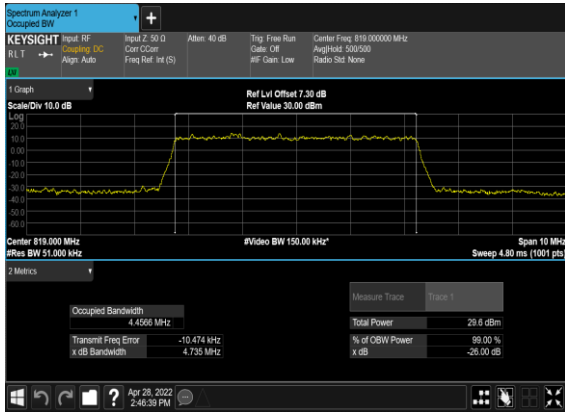 Spectrum Analyzer 1
Occupied BW
+
KEYSIGHT Input: RF Input Z: 50 Ω Atten: 40 dB Trig: Free Run Center Freq: 819.000000 MHz
RLT Coupling: DC Corr CCorr Gate: Off Avg|Hold: 500/500
Align: Auto Freq Ref: Int (S) #IF Gain: Low Radio Std: None
1 Graph
Ref Lvl Offset 7.30 dB
Scale/Div 10.0 dB Ref Value 30.00 dBm
Log
20.0
10.0
0.00
-10.0
-20.0
-30.0
-40.0
-50.0
-60.0
Center 819.000 MHz #Video BW 150.00 kHz* Span 10 MHz
#Res BW 51.000 kHz Sweep 4.80 ms (1001 pts)
2 Metrics
Measure Trace Trace 1
Occupied Bandwidth
4.4566 MHz Total Power 29.6 dBm
Transmit Freq Error -10.474 kHz % of OBW Power 99.00 %
x dB Bandwidth 4.735 MHz x dB -26.00 dB
? Apr 28, 2022
2:46:39 PM